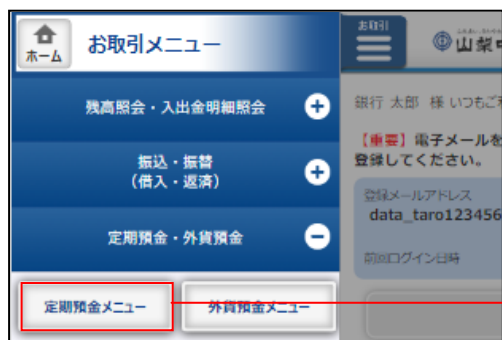 ホーム
お取引メニュー
残高照会・入出金明細照会
振込・振替
(借入・返済)
定期預金・外貨預金
定期預金メニュー
外貨預金メニュー
お取引
山梨中
銀行 太郎 様 いつもご利
【重要】電子メールを
登録してください。
登録メールアドレス
data_taro123456
前回ログイン日時